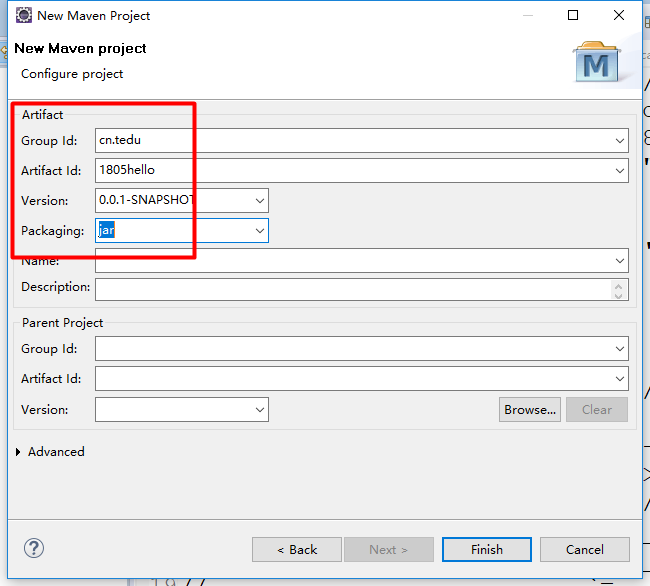 New Maven Project
New Maven project
Configure project
M
Artifact
Group Id: cn.tedu
Artifact Id: 1805hello
Version: 0.0.1-SNAPSHOT
Packaging: jar
Name:
Description:
Parent Project
Group Id:
Artifact Id:
Version: Browse... Clear
Advanced
? < Back Next > Finish Cancel
19 //